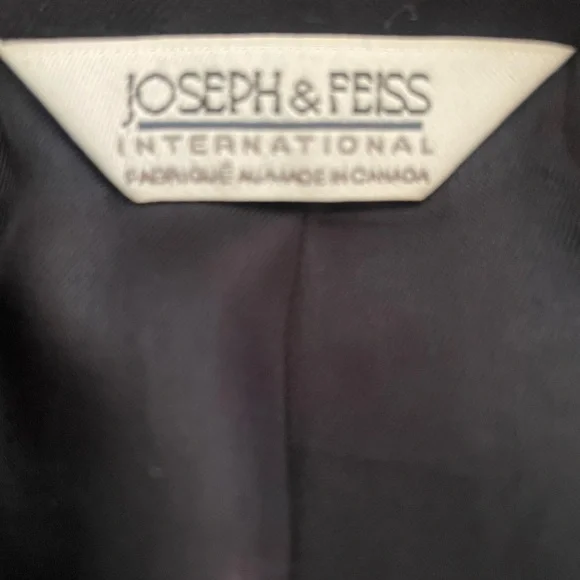 JOSEPH & FEISS
INTERNATIONAL
FABRIQUÉ AU/MADE IN CANADA